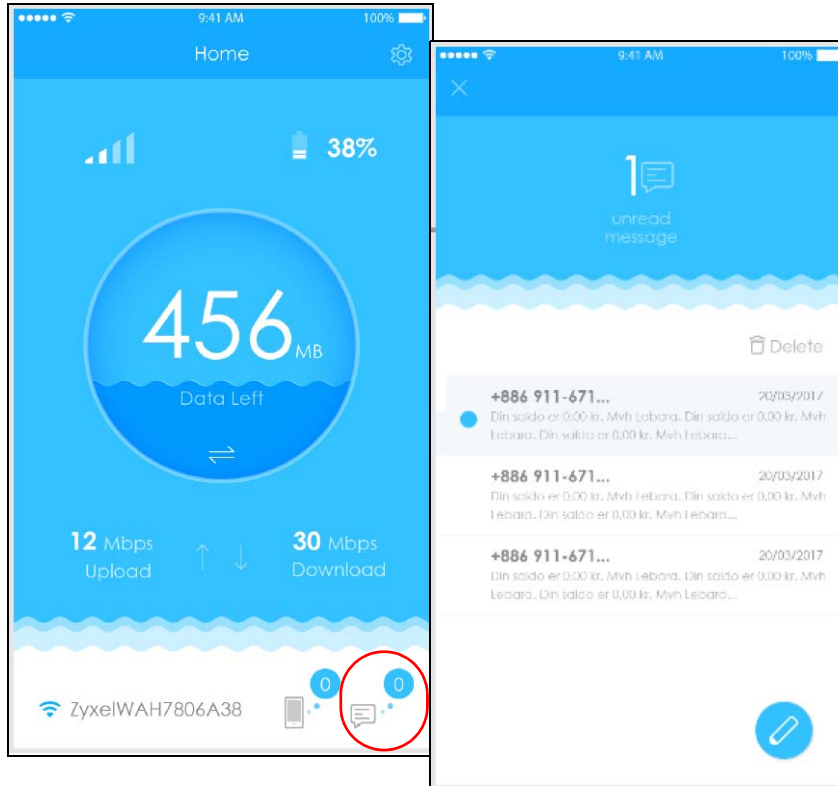 9:41 AM 100%
Home
38%
456 MB
Data Left
12 Mbps
Upload
30 Mbps
Download
ZyxelWAH7806A38
0
0
9:41 AM 100%
1
unread
message
Delete
+886 911-671... 20/03/2017
Din saldo er 0,00 kr. Mvh Lebara. Din saldo er 0,00 kr. Mvh
Lebara. Din saldo er 0,00 kr. Mvh Lebara...
+886 911-671... 20/03/2017
Din saldo er 0,00 kr. Mvh Lebara. Din saldo er 0,00 kr. Mvh
Lebara. Din saldo er 0,00 kr. Mvh Lebara...
+886 911-671... 20/03/2017
Din saldo er 0,00 kr. Mvh Lebara. Din saldo er 0,00 kr. Mvh
Lebara. Din saldo er 0,00 kr. Mvh Lebara...